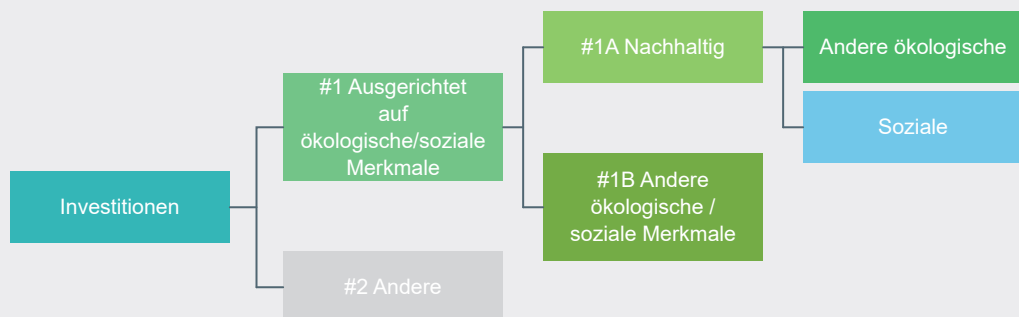 Investitionen
#1 Ausgerichtet
auf
ökologische/soziale
Merkmale
#2 Andere
#1A Nachhaltig
#1B Andere
ökologische /
soziale Merkmale
Andere ökologische
Soziale